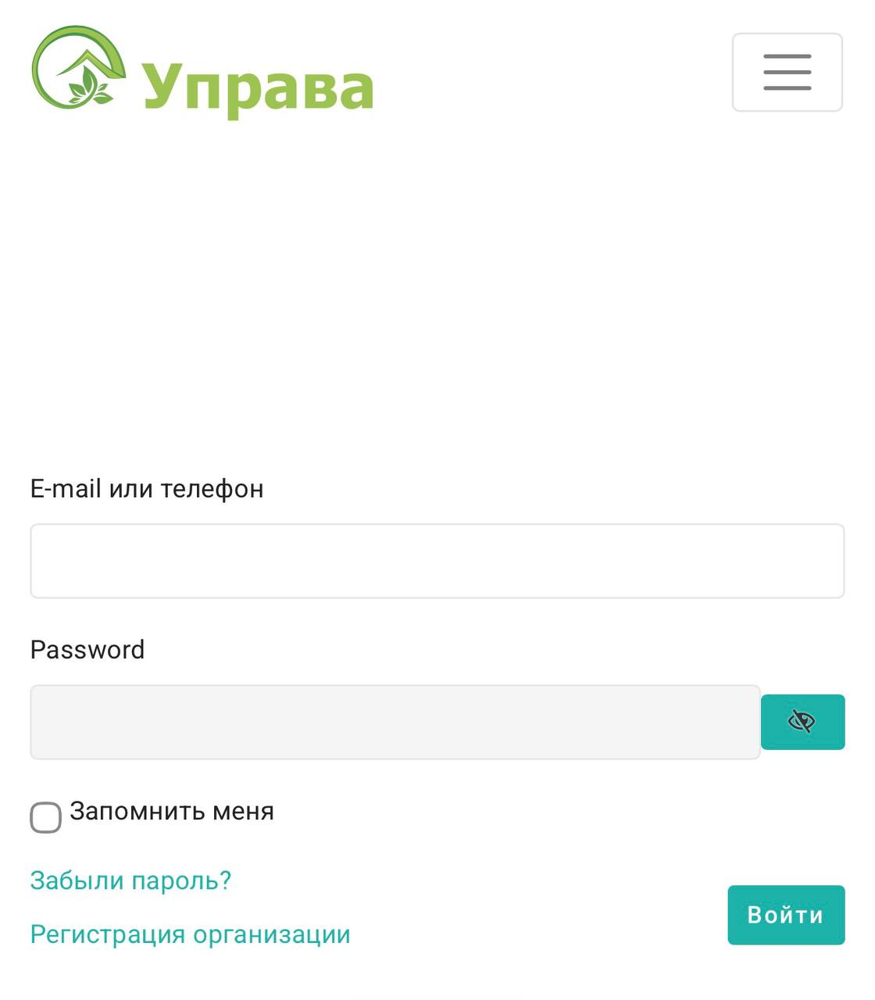 Управа
E-mail или телефон
Password
Запомнить меня
Забыли пароль?
Войти
Регистрация организации